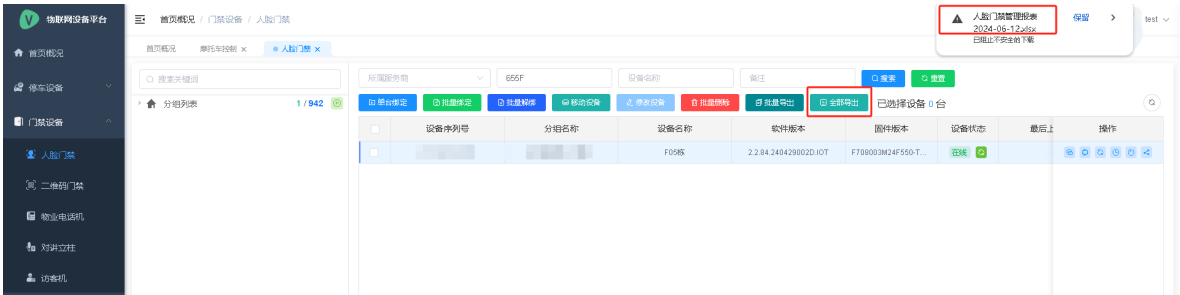 V 物联网设备平台
首页概况 / 门禁设备 / 人脸门禁
人脸门禁管理报表
2024-06-12.xlsx
已阻止不安全的下载
保留
test
首页概况
首页概况 摩托车控制 × 人脸门禁 ×
停车设备
门禁设备
人脸门禁
二维码门禁
物业电话机
对讲立柱
访客机
搜索关键词
分组列表 1 / 942
所属服务商 655F 设备名称 备注 搜索 重置
单台绑定 批量绑定 批量解绑 移动设备 修改设备 批量删除 批量导出 全部导出 已选择设备 0 台
设备序列号 分组名称 设备名称 软件版本 固件版本 设备状态 最后上 操作
F05栋 2.2.84.240429002D.IOT F708003M24F550-T... 在线